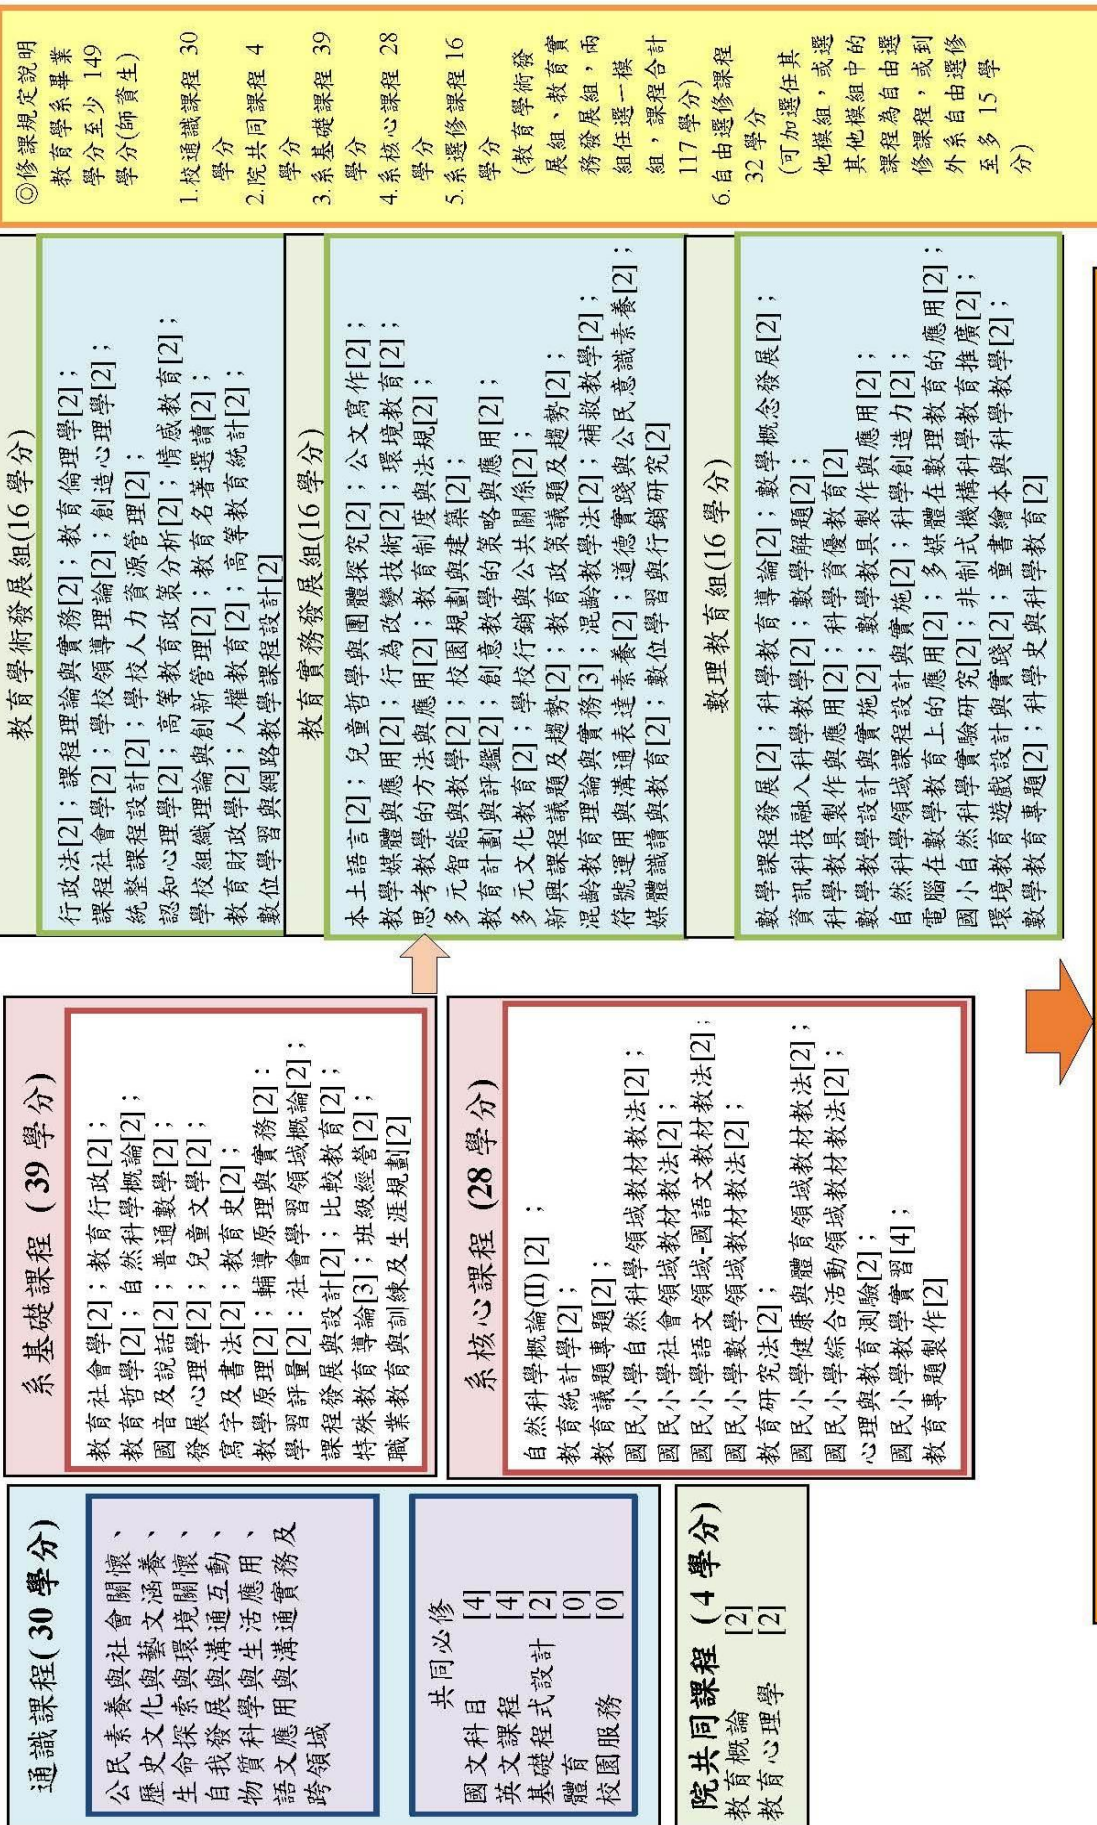 通識課程(30 學分)
公民素養與社會關懷、
歷史文化與藝文涵養、
生命探索與環境關懷、
自我發展與溝通互動、
物質科學與生活應用、
語文應用與溝通實務及
跨領域
共同必修
國文科目 [4]
英文課程 [4]
基礎程式設計 [2]
體育 [0]
校園服務 [0]
院共同課程 (4 學分)
教育概論 [2]
教育心理學 [2]
系基礎課程 (39 學分)
教育社會學[2]；教育行政[2]；
教育哲學[2]；自然科學概論[2]；
國音及說話[2]；普通數學[2]；
發展心理學[2]；兒童文學[2]；
寫字及書法[2]；教育史[2]；
教學原理[2]；輔導原理與實務[2]：
學習評量[2]：社會學習領域概論[2]；
課程發展與設計[2]；比較教育[2]；
特殊教育導論[3]；班級經營[2]；
職業教育與訓練及生涯規劃[2]
系核心課程 (28 學分)
自然科學概論(II) [2] ；
教育統計學[2]；
教育議題專題[2]；
國民小學自然科學領域教材教法[2]；
國民小學社會領域教材教法[2]；
國民小學語文領域-國語文教材教法[2]；
國民小學數學領域教材教法[2]；
教育研究法[2]；
國民小學健康與體育領域教材教法[2]；
國民小學綜合活動領域教材教法[2]；
心理與教育測驗[2]；
國民小學教學實習[4]；
教育專題製作[2]
教育學術發展組(16 學分)
行政法[2]；課程理論與實務[2]；教育倫理學[2]；
課程社會學[2]；學校領導理論[2]；創造心理學[2]
統整課程設計[2]；學校人力資源管理[2]；
認知心理學[2]；高等教育政策分析[2]；情感教育[2]；
學校組織理論與創新管理[2]；教育名著選讀[2]；
教育財政學[2]；人權教育[2]；高等教育統計[2]；
數位學習與網路教學課程設計[2]
教育實務發展組(16 學分)
本土語言[2]；兒童哲學與團體探究[2]；公文寫作[2]；
教學媒體與應用[2]；行為改變技術[2]；環境教育[2]；
思考教學的方法與應用[2]；教育制度與法規[2]；
多元智能與教學[2]；校園規劃與建築[2]；
教育計劃與評鑑[2]；創意教學的策略與應用[2]；
多元文化教育[2]；學校行銷與公共關係[2]；
新興課程議題及趨勢[2]；教育政策議題及趨勢[2]；
混齡教育理論與實務[3]；混齡教學法[2]；補救教學[2]；
符號運用與溝通表達素養[2]；道德實踐與公民意識素養[2]；
媒體識讀與教育[2]；數位學習與行銷研究[2]
數理教育組(16 學分)
數學課程發展[2]；科學教育導論[2]；數學概念發展[2]；
資訊科技融入科學教學[2]；數學解題[2]；
科學教具製作與應用[2]；科學資優教育[2]
數學教學設計與實施[2]；數學教具製作與應用[2]；
自然科學領域課程設計與實施[2]；科學創造力[2]；
電腦在數學教育上的應用[2]；多媒體在數理教育的應用[2]；
國小自然科學實驗研究[2]；非制式機構科學教育推廣[2]；
環境教育遊戲設計與實踐[2]；童書繪本與科學教學[2]；
數學教育專題[2]；科學史與科學教育[2]
◎修課規定說明
教育學系畢業
學分至少 149
學分(師資生)
1.校通識課程 30
學分
2.院共同課程 4
學分
3.系基礎課程 39
學分
4.系核心課程 28
學分
5.系選修課程 16
學分
(教育學術發
展組、教育實
務發展組，兩
組任選一模
組，課程合計
117 學分)
6.自由選修課程
32 學分
(可加選任其
他模組，或選
其他模組中的
課程為自由選
修課程，或到
外系自由選修
至多 15 學
分)